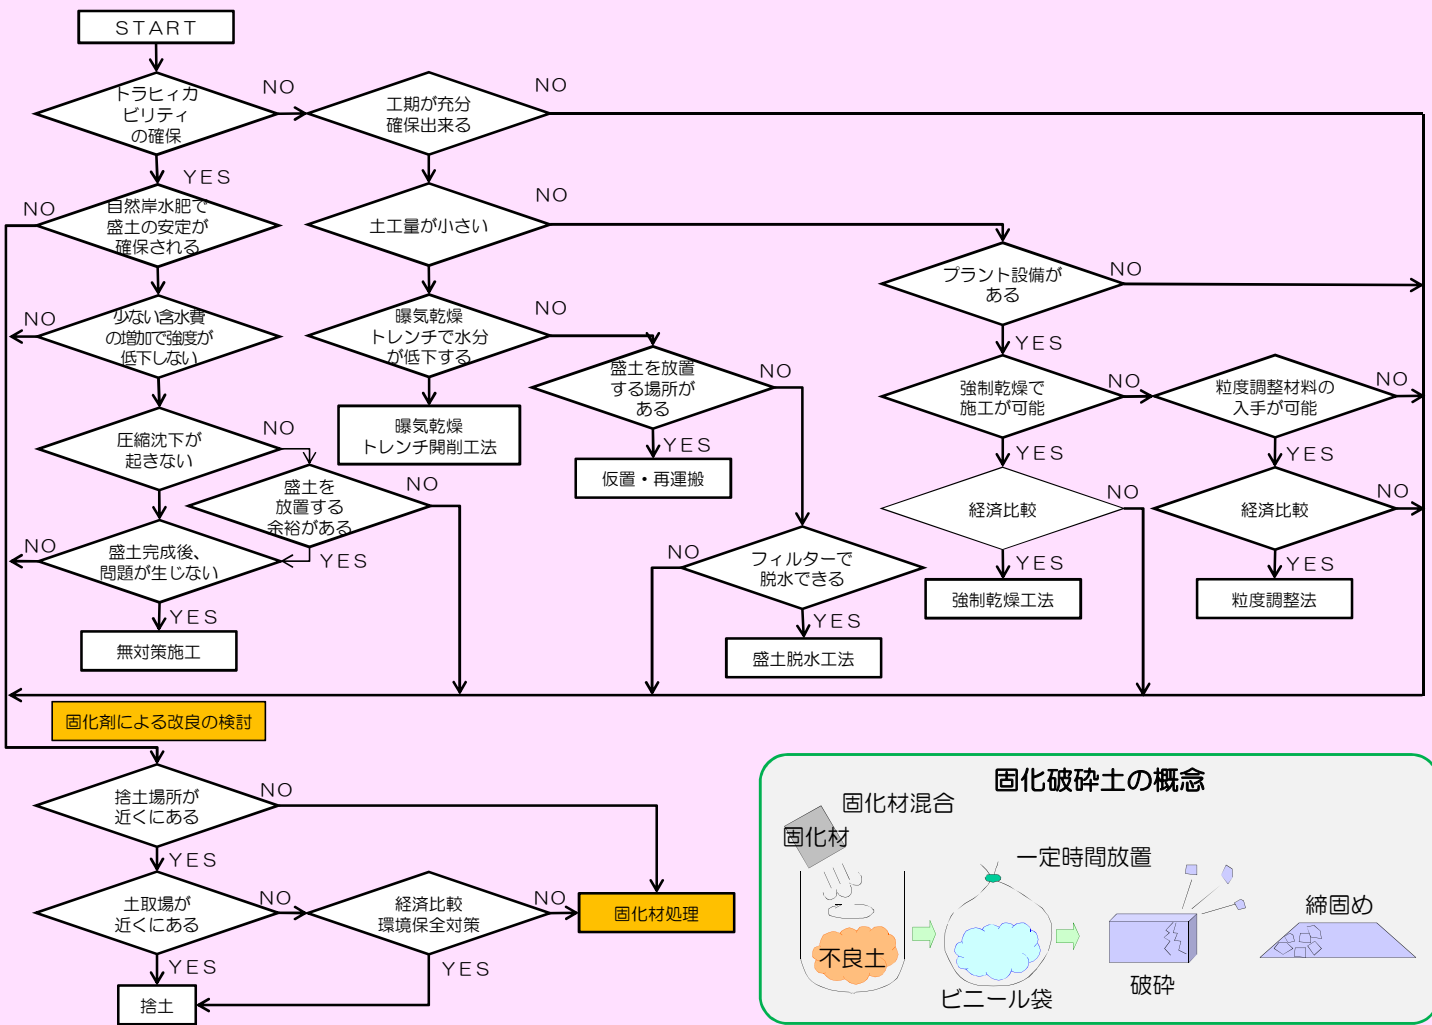 START
トラヒィカ
ビリティ
の確保
NO
工期が充分
確保出来る
NO
YES
NO
自然岸水肥で
盛土の安定が
確保される
土工量が小さい
NO
プラント設備が
ある
NO
NO
少ない含水費
の増加で強度が
低下しない
曝気乾燥
トレンチで水分
が低下する
NO
YES
盛土を放置
する場所が
ある
NO
強制乾燥で
施工が可能
NO
粒度調整材料の
入手が可能
NO
曝気乾燥
トレンチ開削工法
圧縮沈下が
起きない
NO
YES
YES
YES
仮置・再運搬
盛土を
放置する
余裕がある
NO
経済比較
NO
経済比較
NO
NO
盛土完成後、
問題が生じない
YES
NO
フィルターで
脱水できる
YES
YES
強制乾燥工法
粒度調整法
YES
YES
無対策施工
盛土脱水工法
固化剤による改良の検討
捨土場所が
近くにある
NO
YES
土取場が
近くにある
NO
経済比較
環境保全対策
NO
固化材処理
YES
YES
捨土
固化破砕土の概念
固化材混合
固化材
一定時間放置
締固め
不良土
ビニール袋
破砕